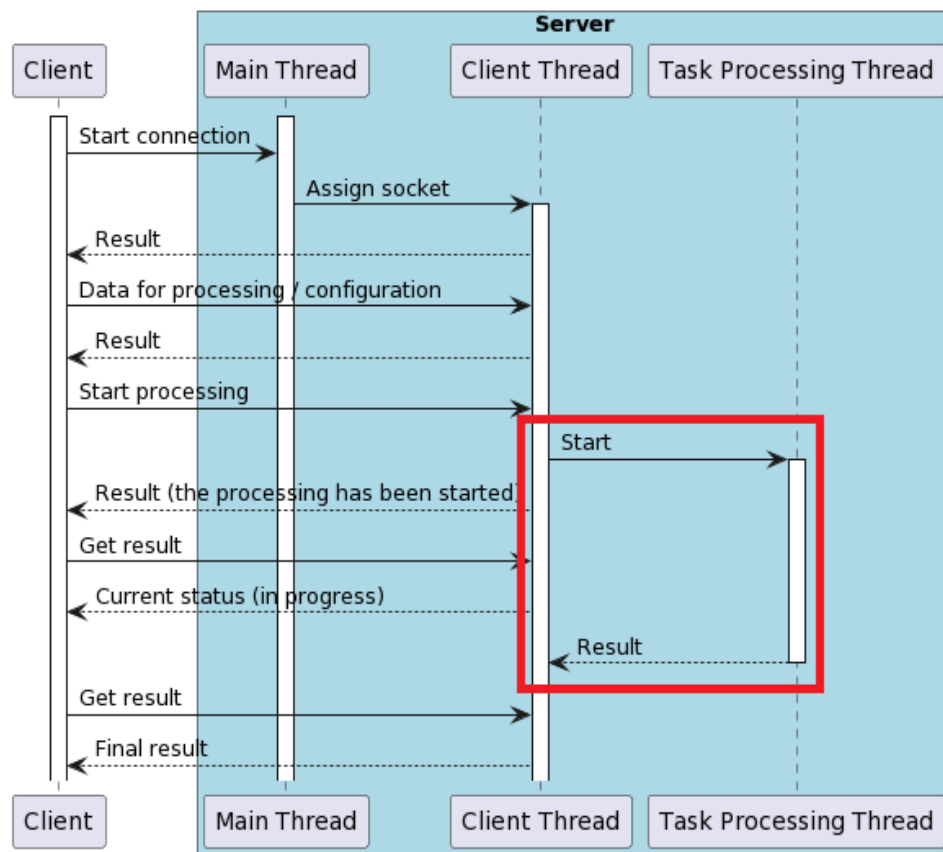 Server
Client
Main Thread
Client Thread
Task Processing Thread
Start connection
Assign socket
Result
Data for processing / configuration
Result
Start processing
Start
Result (the processing has been started)
Get result
Current status (in progress)
Result
Get result
Final result
Client
Main Thread
Client Thread
Task Processing Thread